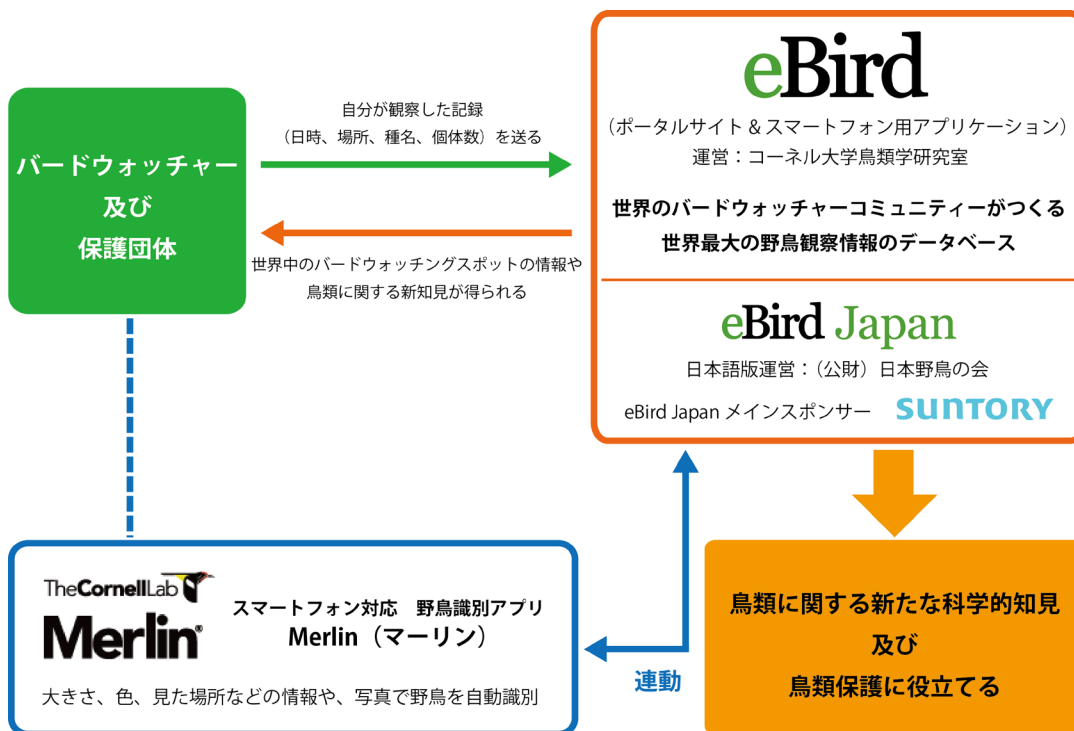 バードウォッチャー
及び
保護団体
自分が観察した記録
（日時、場所、種名、個体数）を送る
世界中のバードウォッチングスポットの情報や
鳥類に関する新知見が得られる
eBird
（ポータルサイト & スマートフォン用アプリケーション）
運営：コーネル大学鳥類学研究室
世界のバードウォッチャーコミュニティーがつくる
世界最大の野鳥観察情報のデータベース
eBird Japan
日本語版運営：（公財）日本野鳥の会
eBird Japan メインスポンサー SUNTORY
TheCornellLab
Merlin®
スマートフォン対応　野鳥識別アプリ
Merlin（マーリン）
大きさ、色、見た場所などの情報や、写真で野鳥を自動識別
連動
鳥類に関する新たな科学的知見
及び
鳥類保護に役立てる